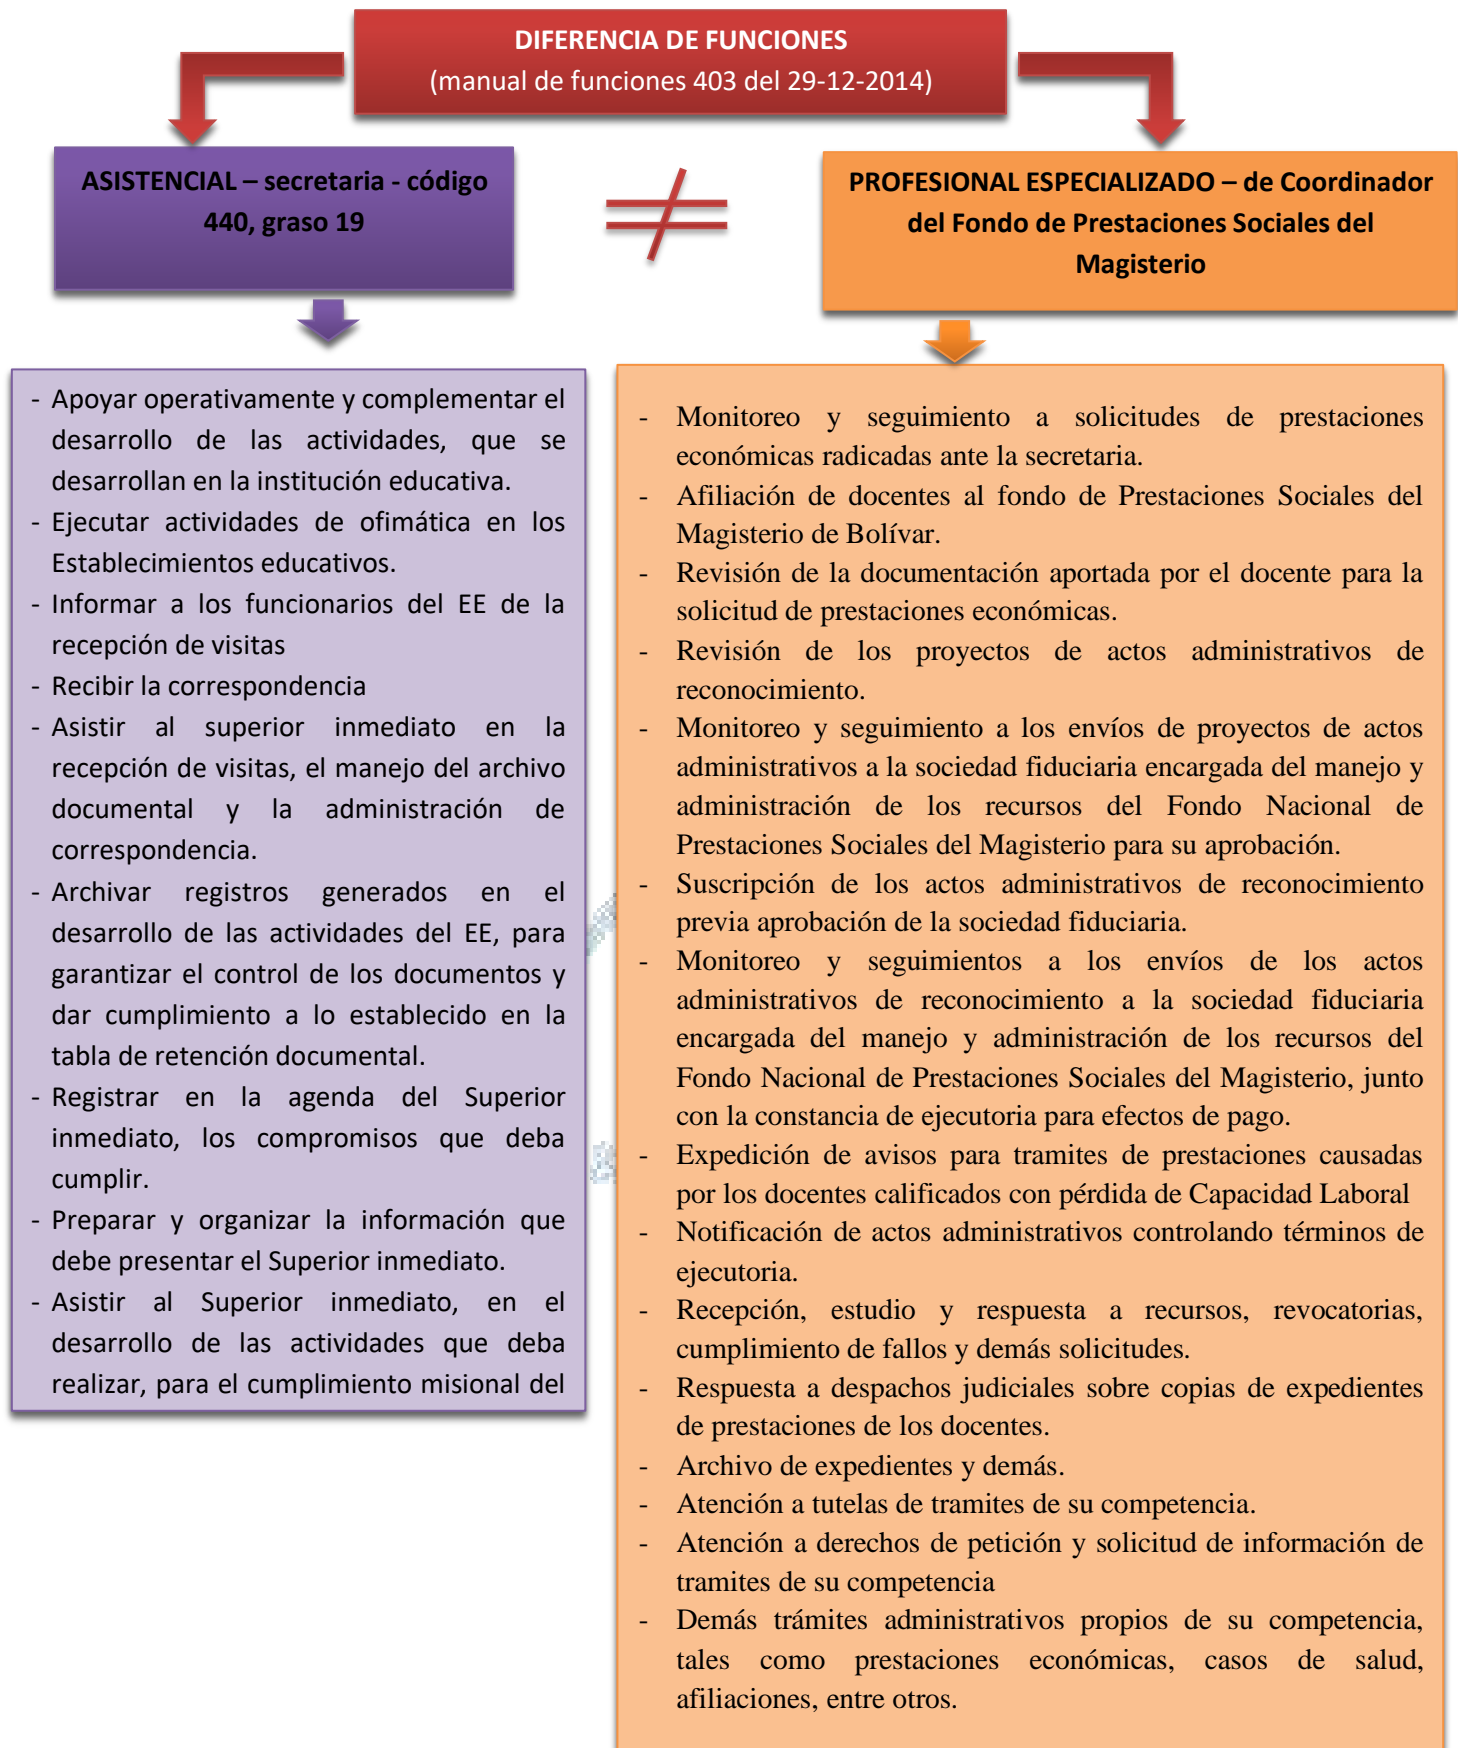 DIFERENCIA DE FUNCIONES
(manual de funciones 403 del 29-12-2014)
ASISTENCIAL – secretaria - código
440, graso 19
PROFESIONAL ESPECIALIZADO – de Coordinador
del Fondo de Prestaciones Sociales del
Magisterio
- Apoyar operativamente y complementar el
desarrollo de las actividades, que se
desarrollan en la institución educativa.
- Ejecutar actividades de ofimática en los
Establecimientos educativos.
- Informar a los funcionarios del EE de la
recepción de visitas
- Recibir la correspondencia
- Asistir al superior inmediato en la
recepción de visitas, el manejo del archivo
documental y la administración de
correspondencia.
- Archivar registros generados en el
desarrollo de las actividades del EE, para
garantizar el control de los documentos y
dar cumplimiento a lo establecido en la
tabla de retención documental.
- Registrar en la agenda del Superior
inmediato, los compromisos que deba
cumplir.
- Preparar y organizar la información que
debe presentar el Superior inmediato.
- Asistir al Superior inmediato, en el
desarrollo de las actividades que deba
realizar, para el cumplimiento misional del
- Monitoreo y seguimiento a solicitudes de prestaciones
económicas radicadas ante la secretaria.
- Afiliación de docentes al fondo de Prestaciones Sociales del
Magisterio de Bolívar.
- Revisión de la documentación aportada por el docente para la
solicitud de prestaciones económicas.
- Revisión de los proyectos de actos administrativos de
reconocimiento.
- Monitoreo y seguimiento a los envíos de proyectos de actos
administrativos a la sociedad fiduciaria encargada del manejo y
administración de los recursos del Fondo Nacional de
Prestaciones Sociales del Magisterio para su aprobación.
- Suscripción de los actos administrativos de reconocimiento
previa aprobación de la sociedad fiduciaria.
- Monitoreo y seguimientos a los envíos de los actos
administrativos de reconocimiento a la sociedad fiduciaria
encargada del manejo y administración de los recursos del
Fondo Nacional de Prestaciones Sociales del Magisterio, junto
con la constancia de ejecutoria para efectos de pago.
- Expedición de avisos para tramites de prestaciones causadas
por los docentes calificados con pérdida de Capacidad Laboral
- Notificación de actos administrativos controlando términos de
ejecutoria.
- Recepción, estudio y respuesta a recursos, revocatorias,
cumplimiento de fallos y demás solicitudes.
- Respuesta a despachos judiciales sobre copias de expedientes
de prestaciones de los docentes.
- Archivo de expedientes y demás.
- Atención a tutelas de tramites de su competencia.
- Atención a derechos de petición y solicitud de información de
tramites de su competencia
- Demás trámites administrativos propios de su competencia,
tales como prestaciones económicas, casos de salud,
afiliaciones, entre otros.